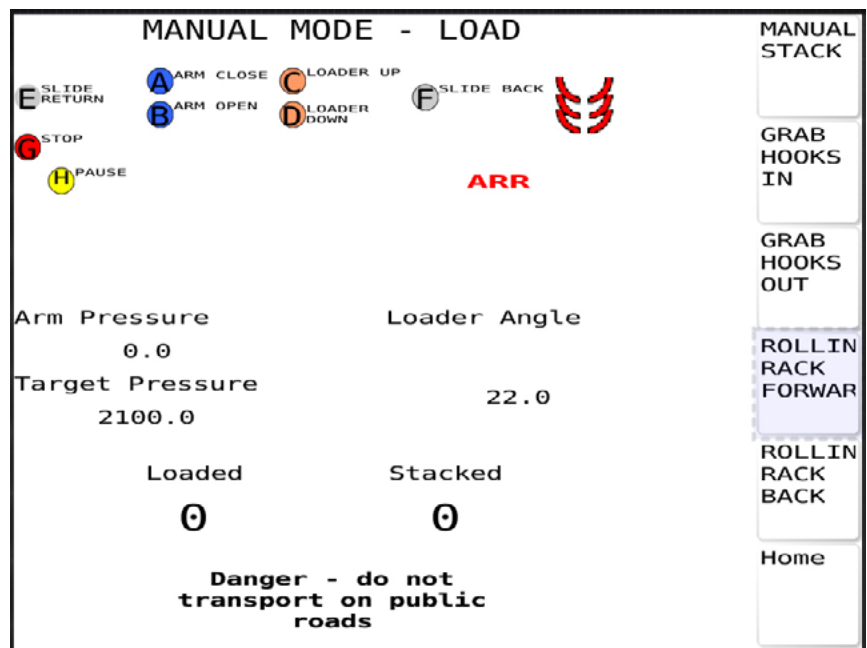 MANUAL MODE - LOAD
E SLIDE RETURN
A ARM CLOSE
B ARM OPEN
C LOADER UP
D LOADER DOWN
F SLIDE BACK
G STOP
H PAUSE
ARR
Arm Pressure
0.0
Target Pressure
2100.0
Loader Angle
22.0
Loaded
0
Stacked
0
Danger - do not
transport on public
roads
MANUAL
STACK
GRAB
HOOKS
IN
GRAB
HOOKS
OUT
ROLLIN
RACK
FORWAR
ROLLIN
RACK
BACK
Home